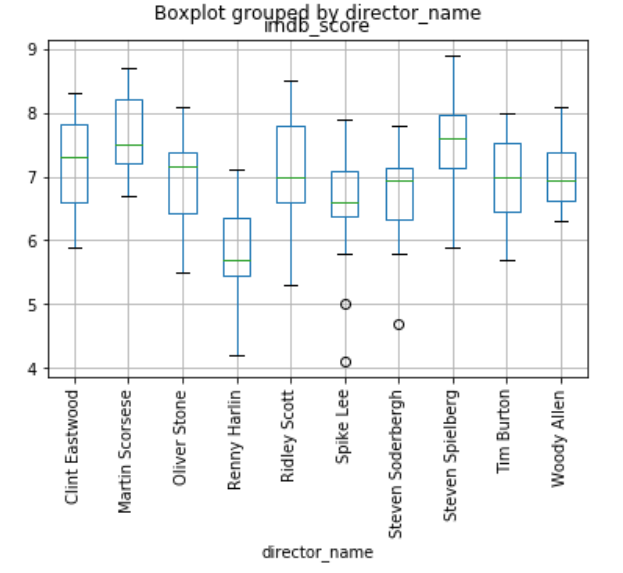 Boxplot grouped by director_name
imdb_score
9
8
7
6
5
4
Clint Eastwood
Martin Scorsese
Oliver Stone
Renny Harlin
Ridley Scott
Spike Lee
Steven Soderbergh
Steven Spielberg
Tim Burton
Woody Allen
director_name